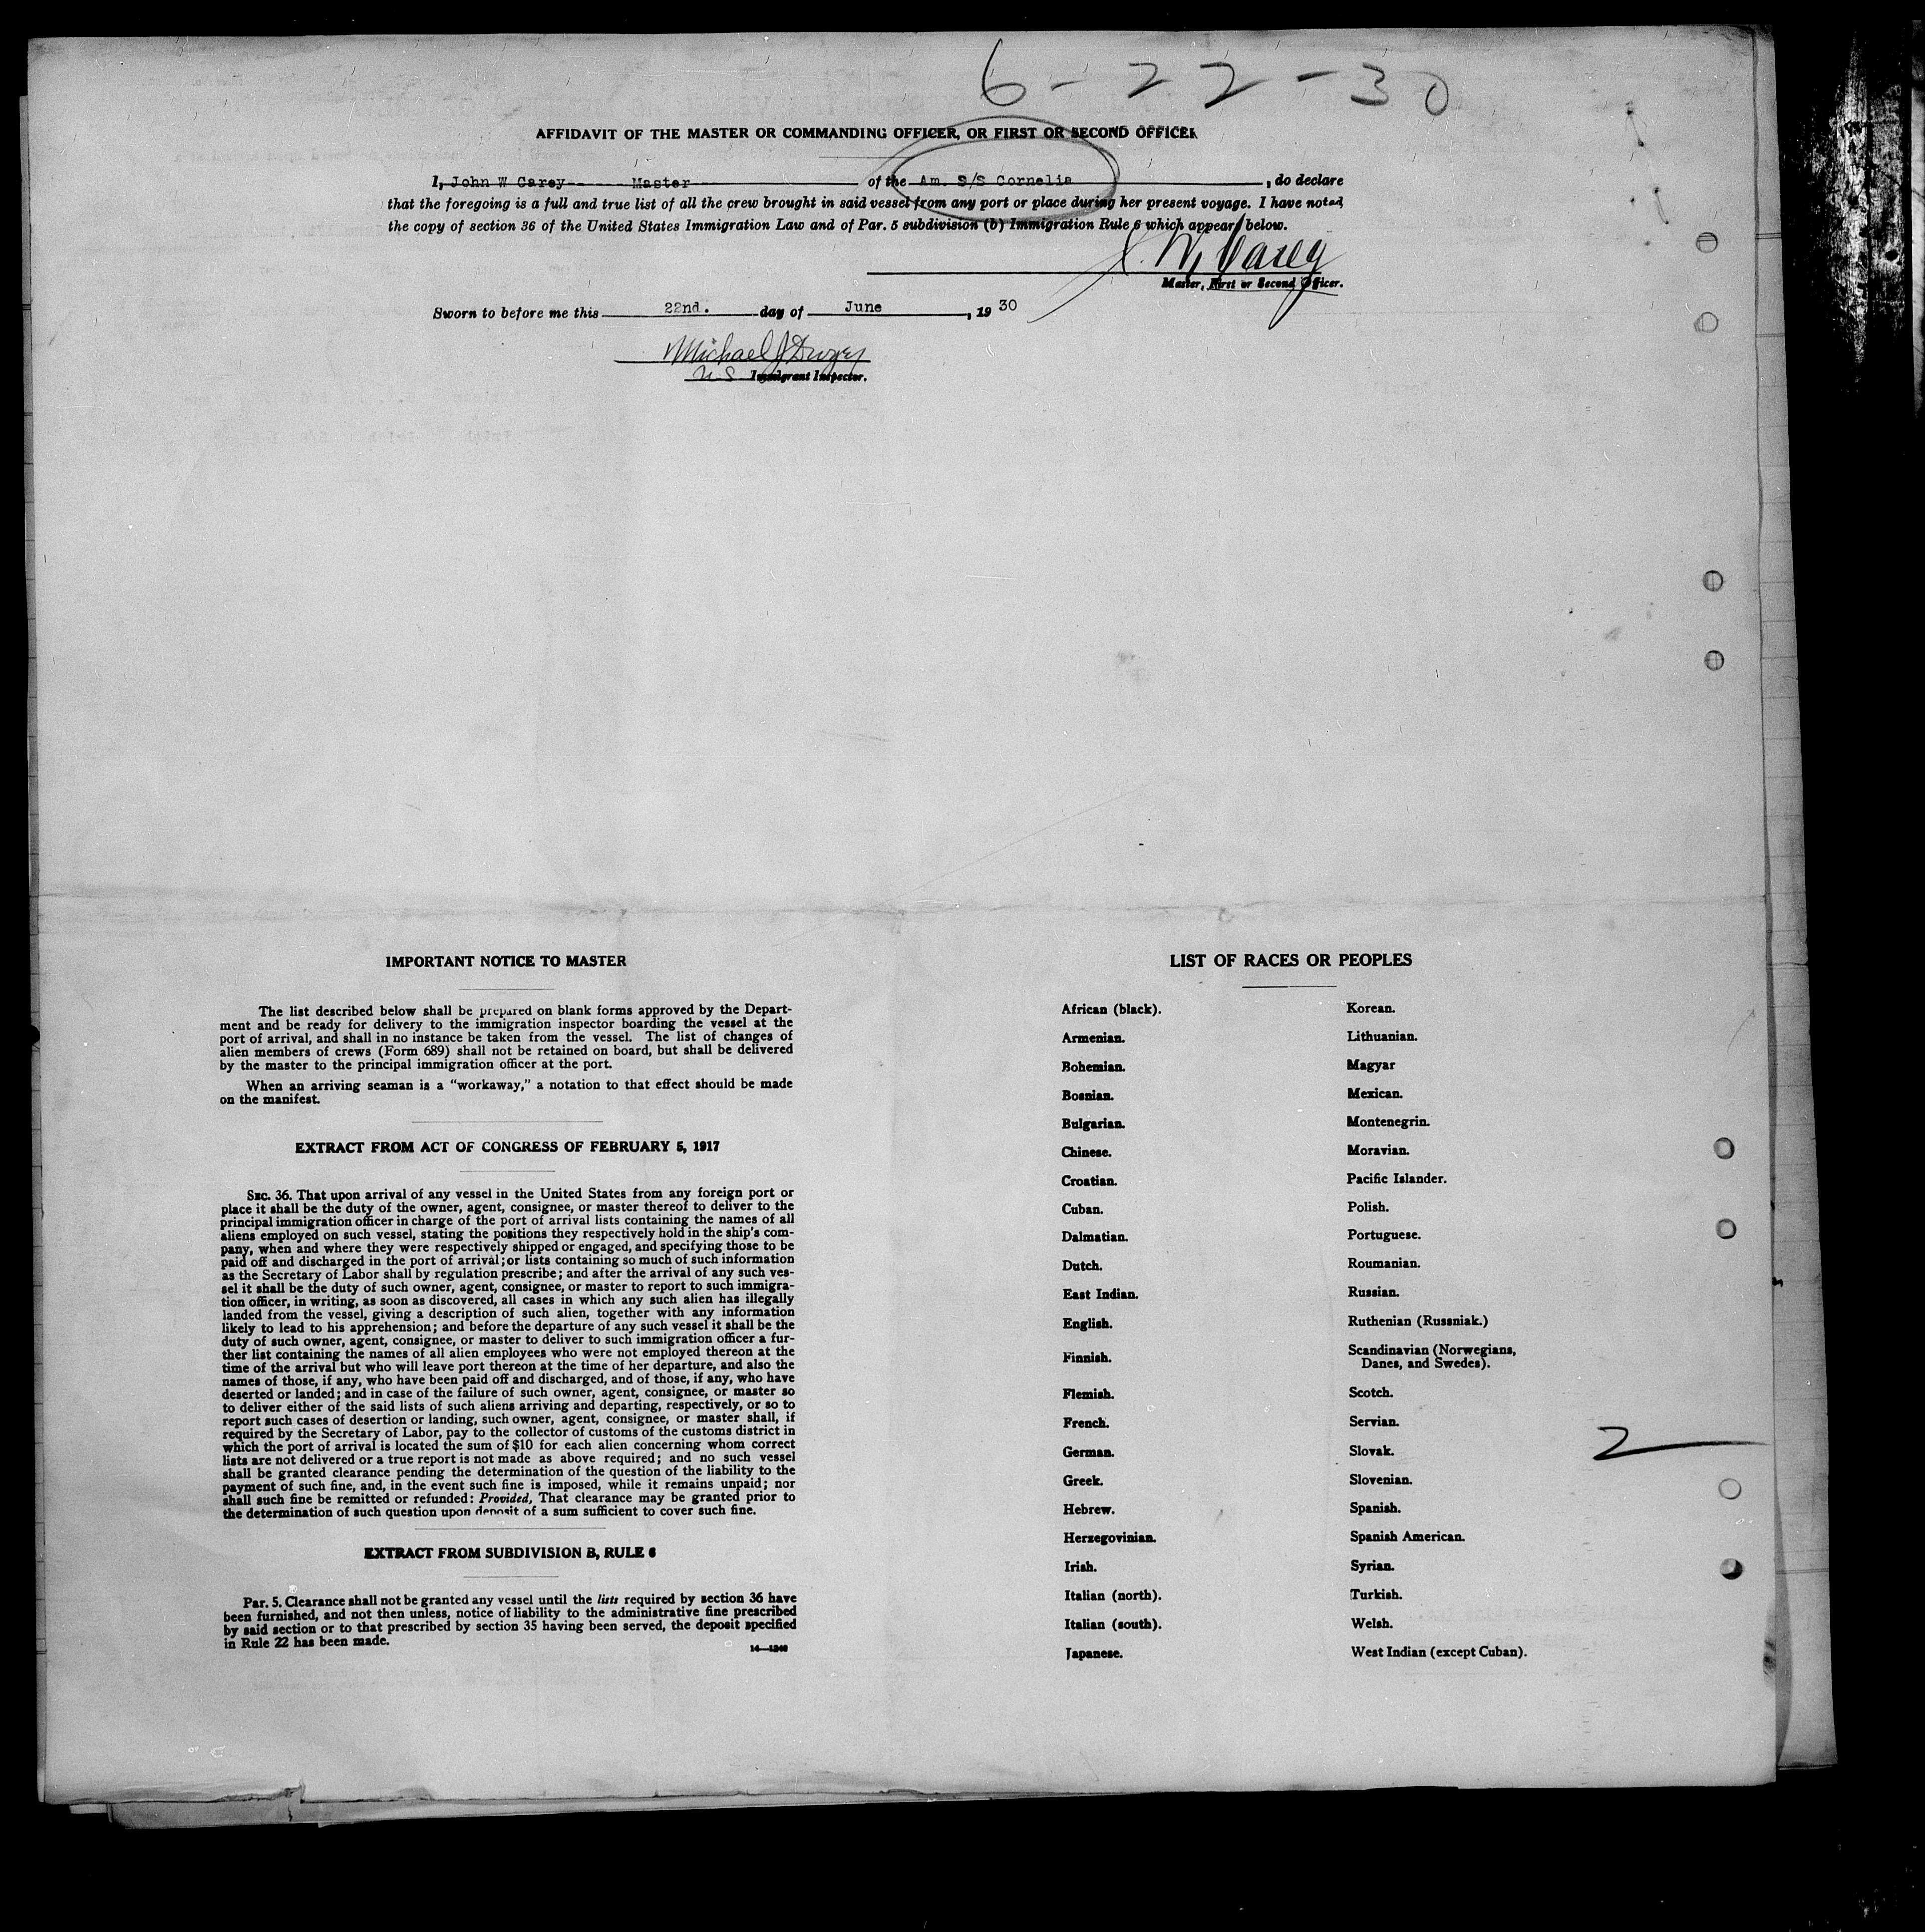 6-22-30
AFFIDAVIT OF THE MASTER OR COMMANDING OFFICER, OR FIRST OR SECOND OFFICER
I, John W Carey------Master of the Am. S/S Cornelia, do declare
that the foregoing is a full and true list of all the crew brought in said vessel from any port or place during her present voyage. I have noted
the copy of section 36 of the United States Immigration Law and of Par. 5 subdivision (b) Immigration Rule 6 which appears below.
J. W. Carey
Master, First or Second Officer.
Sworn to before me this 22nd. day of June, 1930
Michael J
U S Immigrant Inspector.
IMPORTANT NOTICE TO MASTER
The list described below shall be prepared on blank forms approved by the Depart-
ment and be ready for delivery to the immigration inspector boarding the vessel at the
port of arrival, and shall in no instance be taken from the vessel. The list of changes of
alien members of crews (Form 689) shall not be retained on board, but shall be delivered
by the master to the principal immigration officer at the port.
When an arriving seaman is a "workaway," a notation to that effect should be made
on the manifest.
EXTRACT FROM ACT OF CONGRESS OF FEBRUARY 5, 1917
SEC. 36. That upon arrival of any vessel in the United States from any foreign port or
place it shall be the duty of the owner, agent, consignee, or master thereof to deliver to the
principal immigration officer in charge of the port of arrival lists containing the names of all
aliens employed on such vessel, stating the positions they respectively hold in the ship's com-
pany, when and where they were respectively shipped or engaged, and specifying those to be
paid off and discharged in the port of arrival; or lists containing so much of such information
as the Secretary of Labor shall by regulation prescribe; and after the arrival of any such ves-
sel it shall be the duty of such owner, agent, consignee, or master to report to such immigra-
tion officer, in writing, as soon as discovered, all cases in which any such alien has illegally
landed from the vessel, giving a description of such alien, together with any information
likely to lead to his apprehension; and before the departure of any such vessel it shall be the
duty of such owner, agent, consignee, or master to deliver to such immigration officer a fur-
ther list containing the names of all alien employees who were not employed thereon at the
time of the arrival but who will leave port thereon at the time of her departure, and also the
names of those, if any, who have been paid off and discharged, and of those, if any, who have
deserted or landed; and in case of the failure of such owner, agent, consignee, or master so
to deliver either of the said lists of such aliens arriving and departing, respectively, or so to
report such cases of desertion or landing, such owner, agent, consignee, or master shall, if
required by the Secretary of Labor, pay to the collector of customs of the customs district in
which the port of arrival is located the sum of $10 for each alien concerning whom correct
lists are not delivered or a true report is not made as above required; and no such vessel
shall be granted clearance pending the determination of the question of the liability to the
payment of such fine, and, in the event such fine is imposed, while it remains unpaid; nor
shall such fine be remitted or refunded: Provided, That clearance may be granted prior to
the determination of such question upon deposit of a sum sufficient to cover such fine.
EXTRACT FROM SUBDIVISION B, RULE 6
Par. 5. Clearance shall not be granted any vessel until the lists required by section 36 have
been furnished, and not then unless, notice of liability to the administrative fine prescribed
by said section or to that prescribed by section 35 having been served, the deposit specified
in Rule 22 has been made.
14-1240
LIST OF RACES OR PEOPLES
African (black).
Armenian.
Bohemian.
Bosnian.
Bulgarian.
Chinese.
Croatian.
Cuban.
Dalmatian.
Dutch.
East Indian.
English.
Finnish.
Flemish.
French.
German.
Greek.
Hebrew.
Herzegovinian.
Irish.
Italian (north).
Italian (south).
Japanese.
Korean.
Lithuanian.
Magyar
Mexican.
Montenegrin.
Moravian.
Pacific Islander.
Polish.
Portuguese.
Roumanian.
Russian.
Ruthenian (Russniak.)
Scandinavian (Norwegians,
Danes, and Swedes).
Scotch.
Servian.
Slovak.
Slovenian.
Spanish.
Spanish American.
Syrian.
Turkish.
Welsh.
West Indian (except Cuban).
2